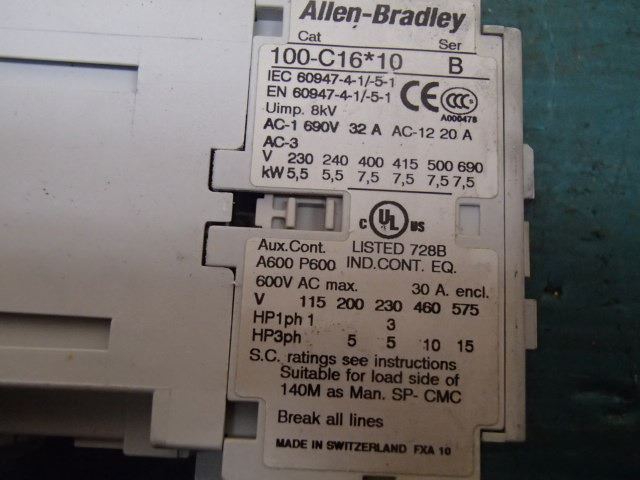 Allen-Bradley
Cat Ser
100-C16*10 B
IEC 60947-4-1/-5-1
EN 60947-4-1/-5-1
Uimp. 8kV
CE CCC
A000478
AC-1 690V 32 A AC-12 20 A
AC-3
V 230 240 400 415 500 690
kW 5,5 5,5 7,5 7,5 7,5 7,5
C UL US
Aux.Cont. LISTED 728B
A600 P600 IND.CONT. EQ.
600V AC max. 30 A. encl.
V 115 200 230 460 575
HP1ph 1 3
HP3ph 5 5 10 15
S.C. ratings see instructions
Suitable for load side of
140M as Man. SP- CMC
Break all lines
MADE IN SWITZERLAND FXA 10